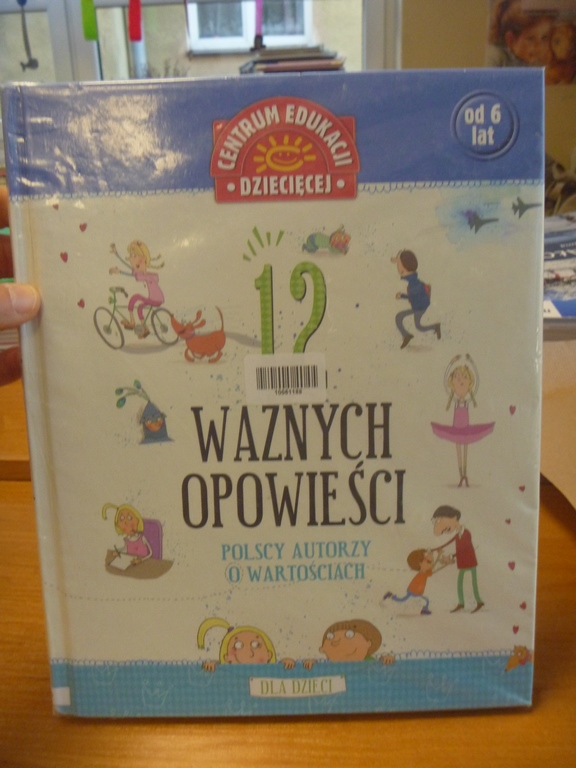 CENTRUM EDUKACJI
DZIECIĘCEJ
od 6
lat
12
WAŻNYCH
OPOWIEŚCI
POLSCY AUTORZY
O WARTOŚCIACH
DLA DZIECI